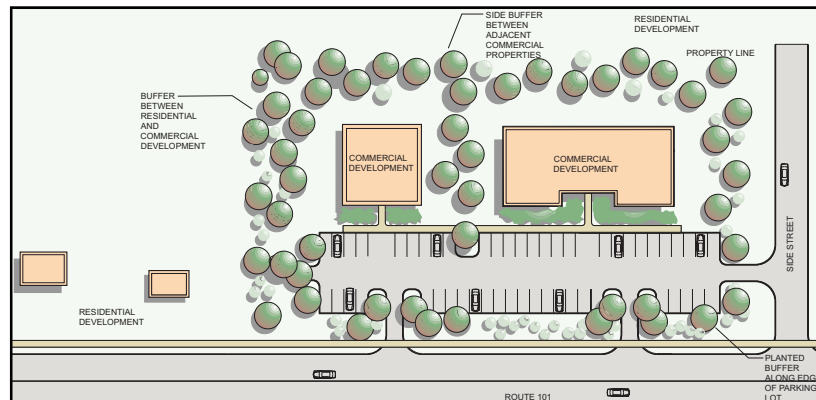 SIDE BUFFER
BETWEEN
ADJACENT
COMMERCIAL
PROPERTIES
RESIDENTIAL
DEVELOPMENT
PROPERTY LINE
BUFFER
BETWEEN
RESIDENTIAL
AND
COMMERCIAL
DEVELOPMENT
COMMERCIAL
DEVELOPMENT
COMMERCIAL
DEVELOPMENT
SIDE STREET
RESIDENTIAL
DEVELOPMENT
PLANTED
BUFFER
ALONG EDGE
OF PARKING
LOT
ROUTE 101